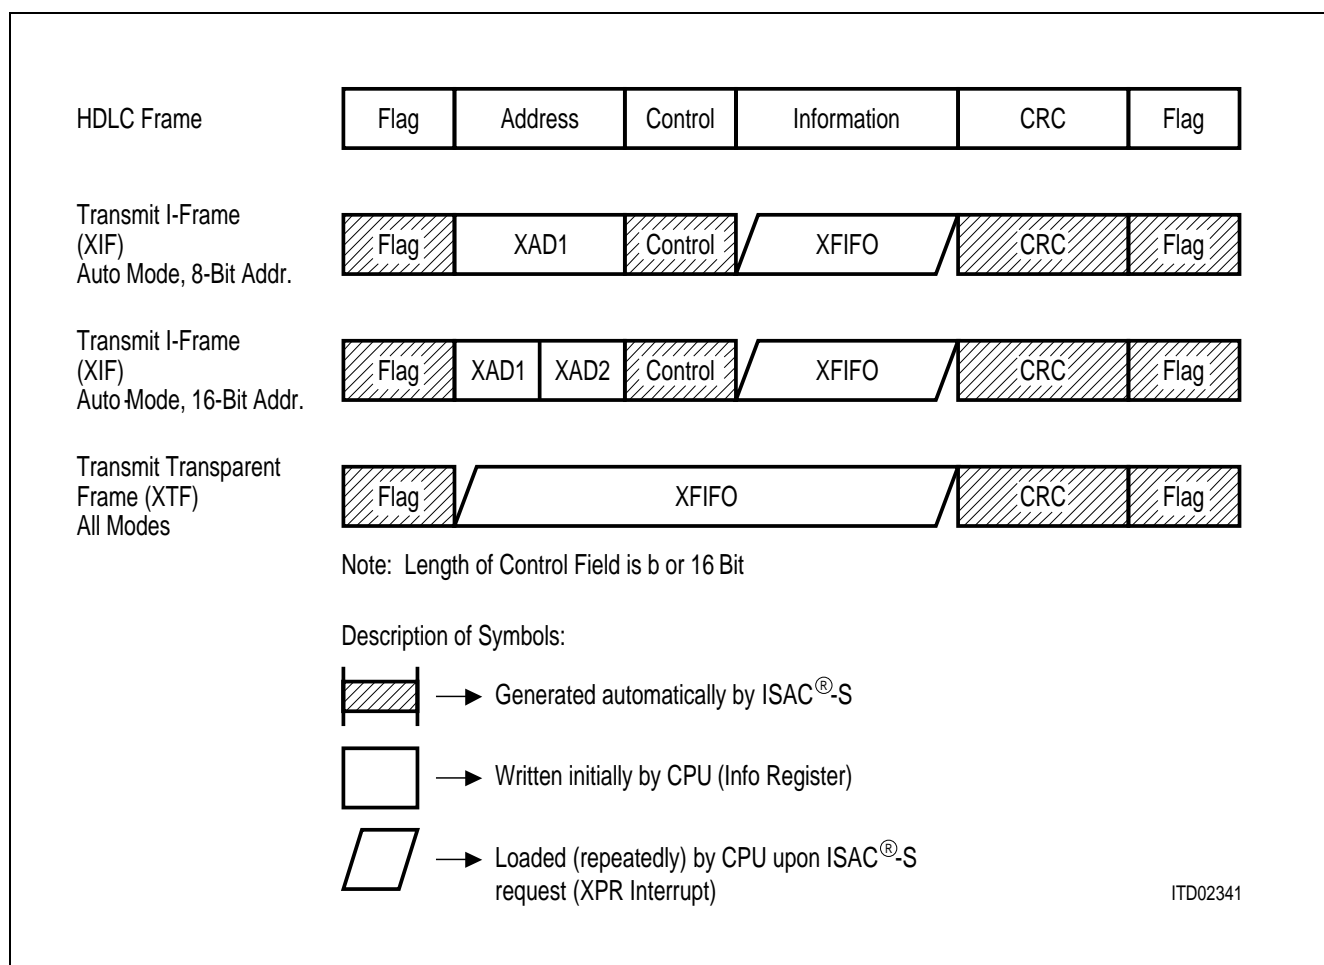 HDLC Frame Flag Address Control Information CRC Flag
Transmit I-Frame
(XIF)
Auto Mode, 8-Bit Addr.
Flag XAD1 Control XFIFO CRC Flag
Transmit I-Frame
(XIF)
Auto-Mode, 16-Bit Addr.
Flag XAD1 XAD2 Control XFIFO CRC Flag
Transmit Transparent
Frame (XTF)
All Modes
Flag XFIFO CRC Flag
Note: Length of Control Field is b or 16 Bit
Description of Symbols:
Generated automatically by ISAC®-S
Written initially by CPU (Info Register)
Loaded (repeatedly) by CPU upon ISAC®-S
request (XPR Interrupt)
ITD02341